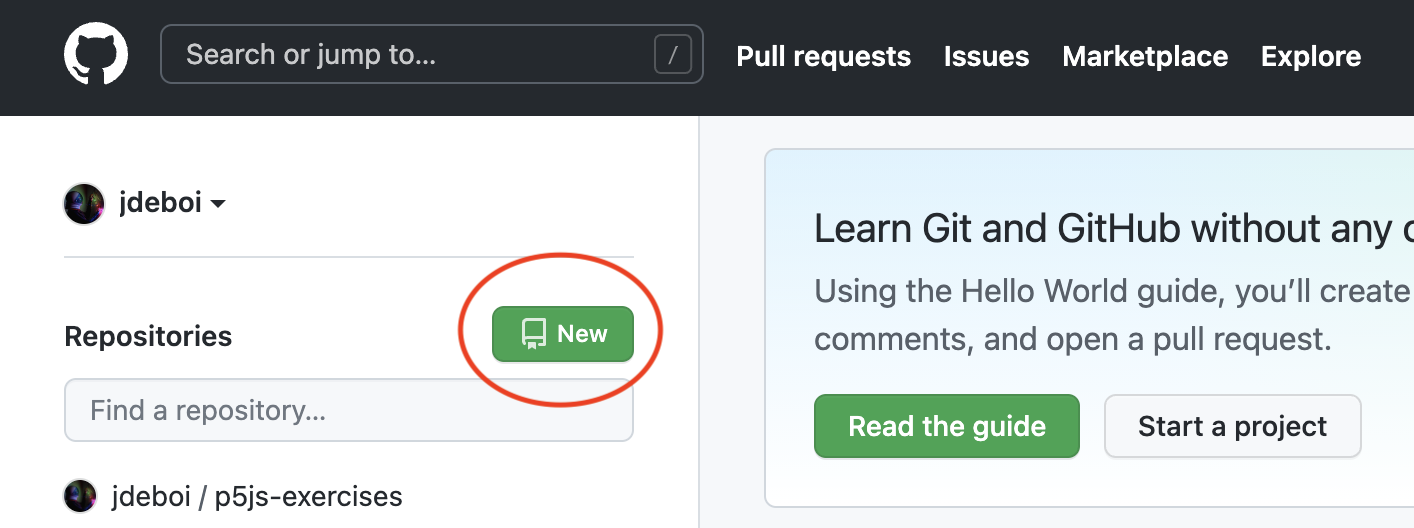 Search or jump to...
/
Pull requests
Issues
Marketplace
Explore
jdeboi
Repositories
New
Find a repository...
jdeboi / p5js-exercises
Learn Git and GitHub without any
Using the Hello World guide, you’ll create
comments, and open a pull request.
Read the guide
Start a project